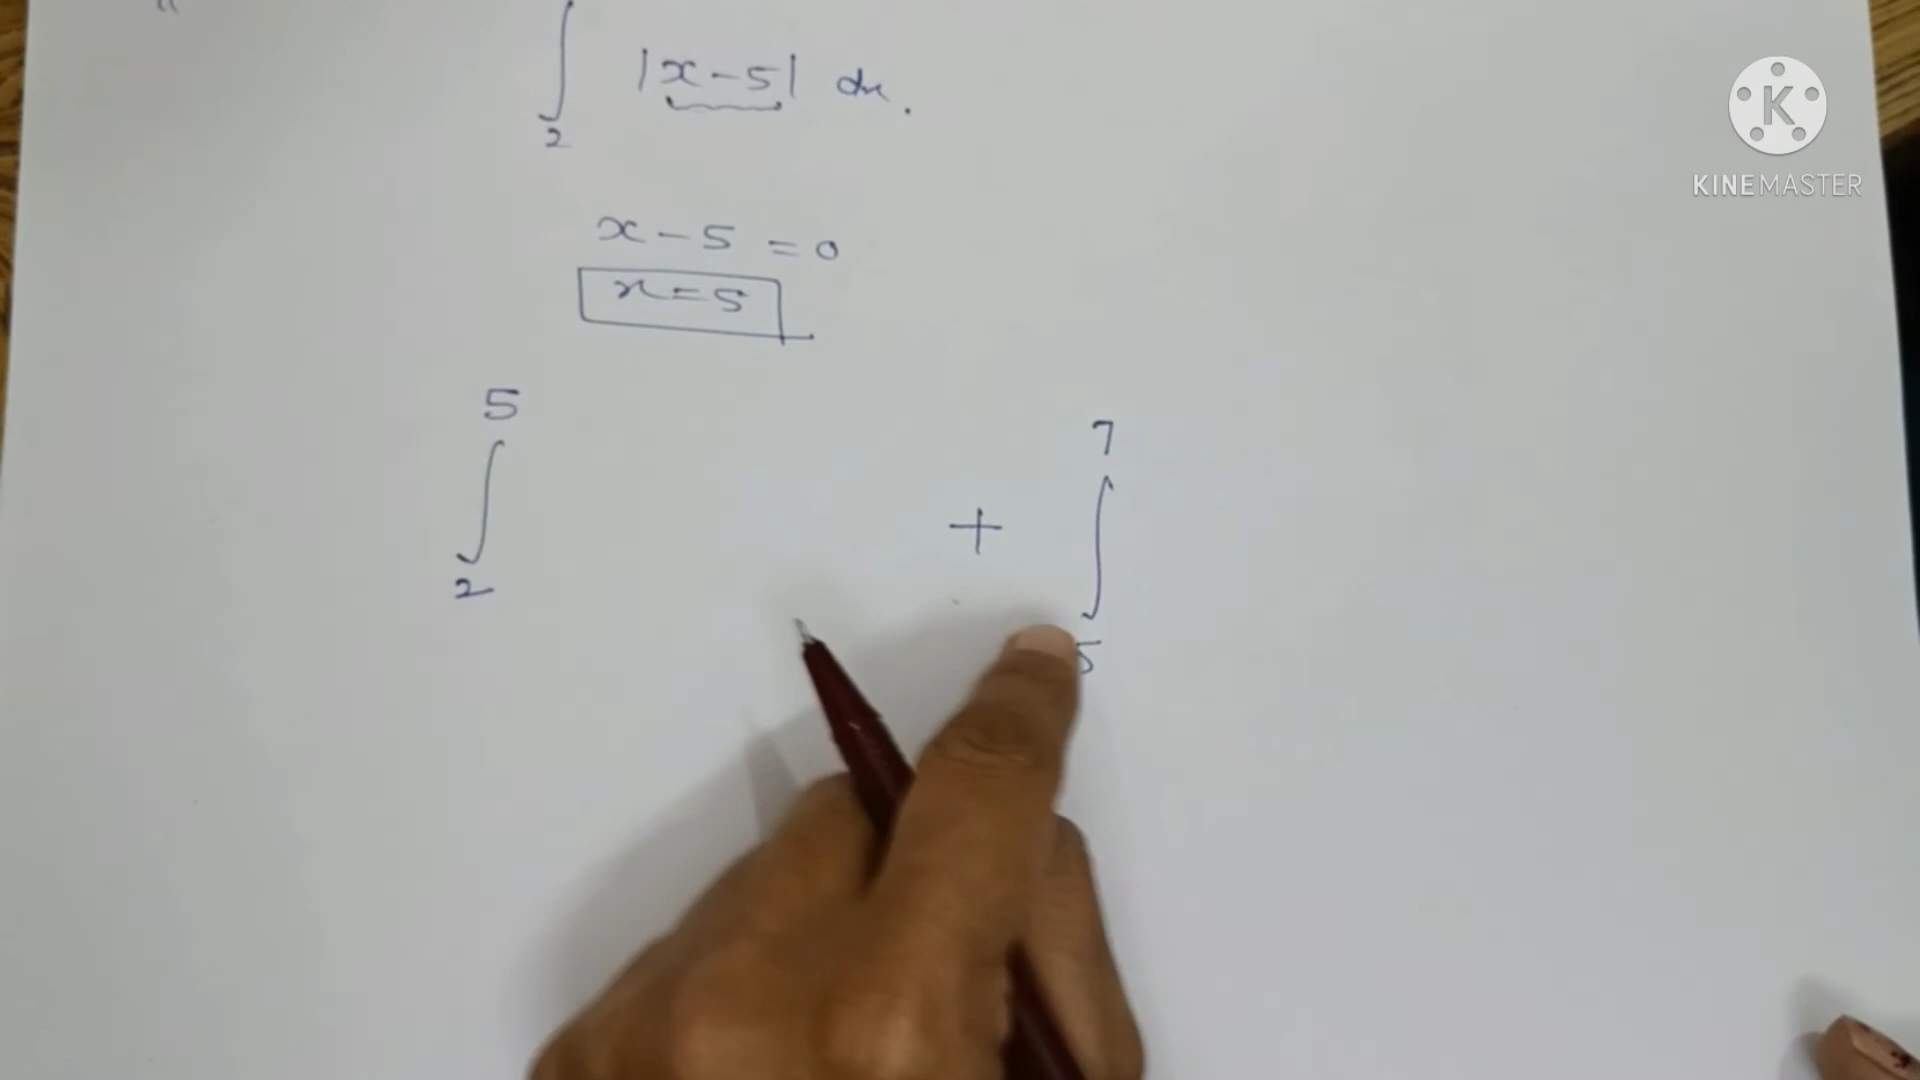 ∫₂ |x-5| dx.
x-5=0
x=5
∫₂⁵ + ∫₅⁷
KINEMASTER